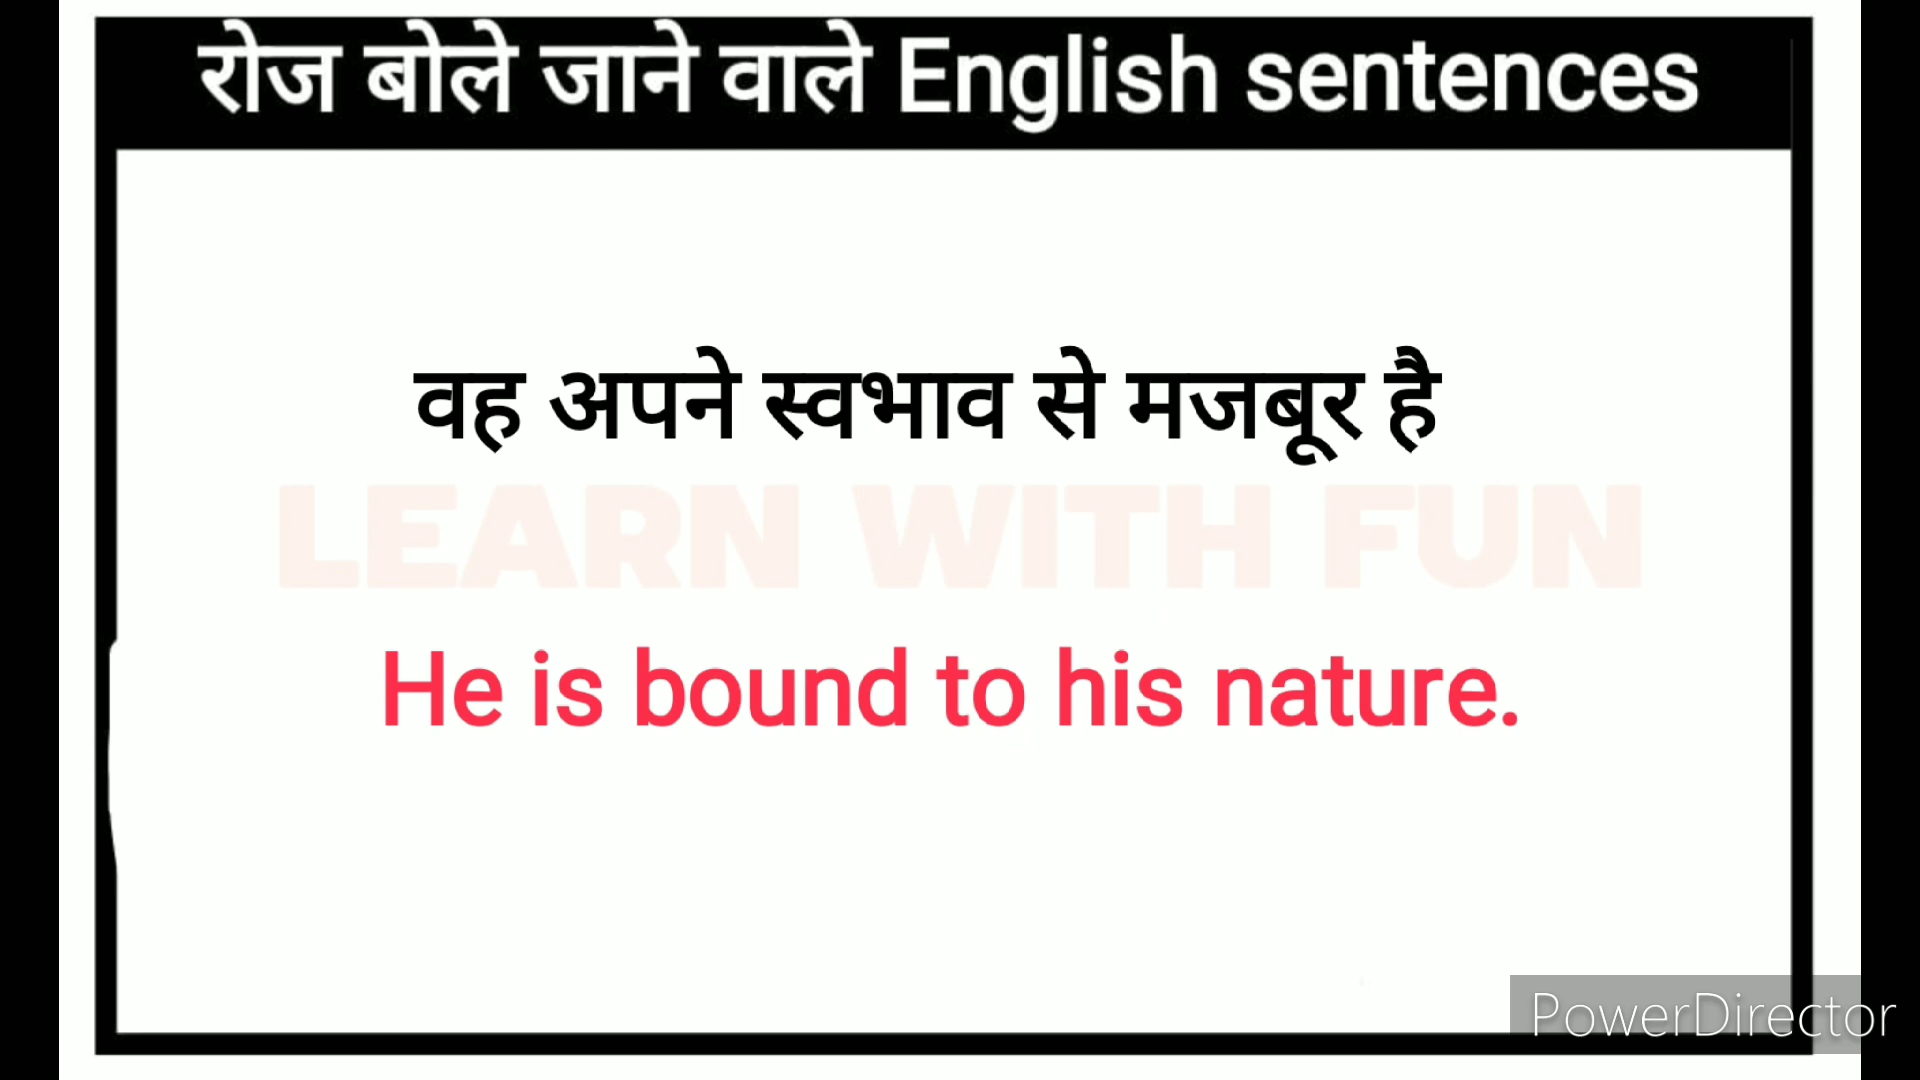 रोज बोले जाने वाले English sentences
वह अपने स्वभाव से मजबूर है
LEARN WITH FUN
He is bound to his nature.
PowerDirector